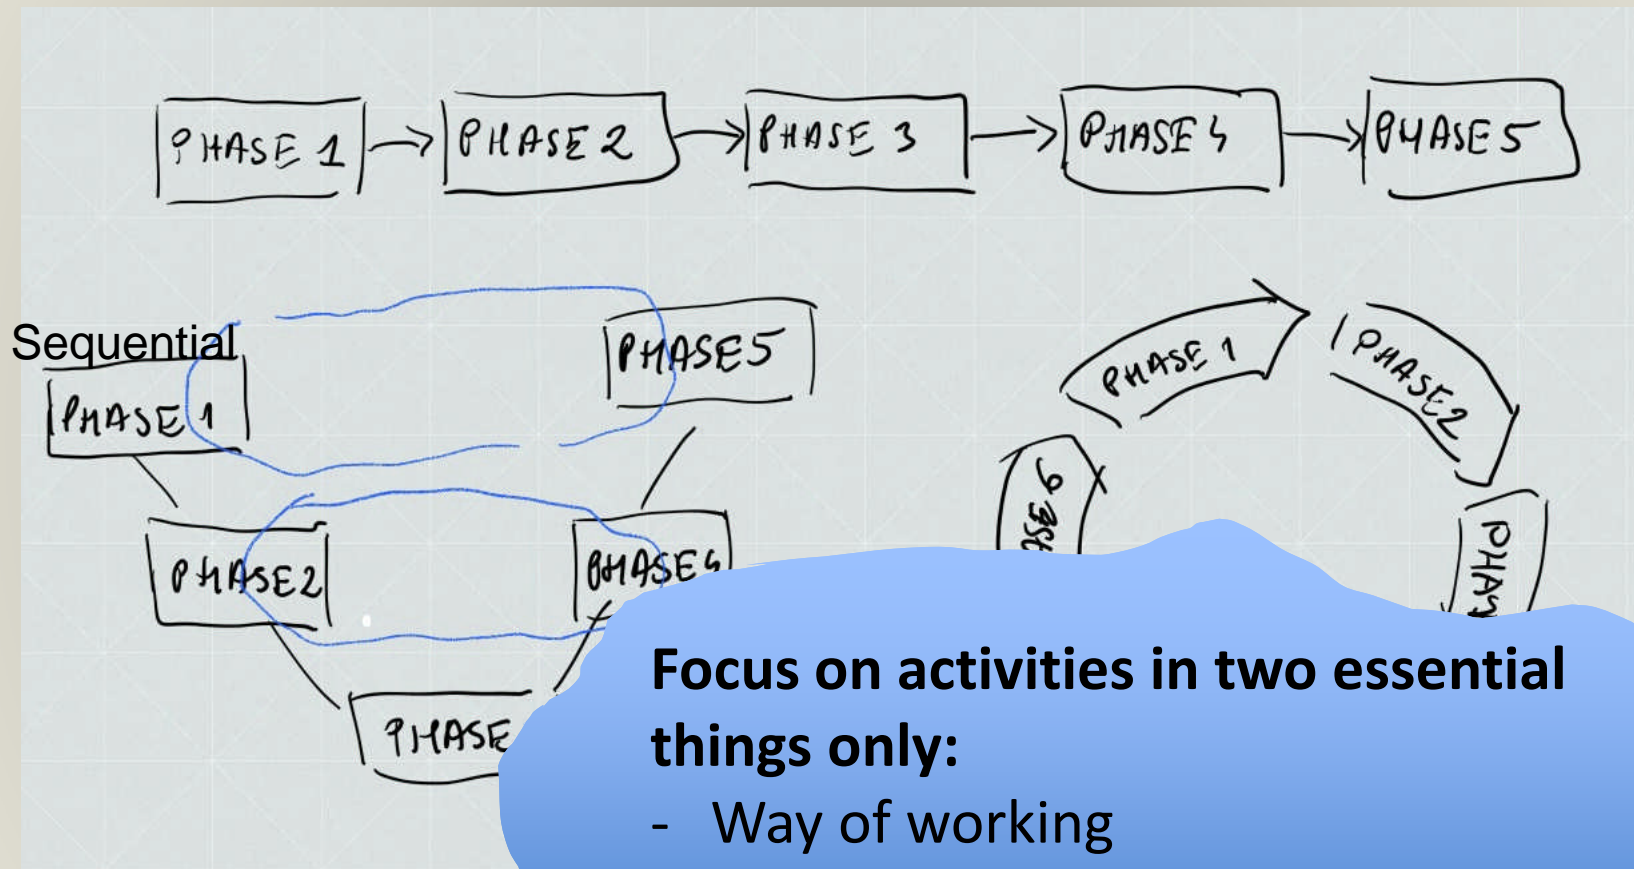 PHASE 1
PHASE 2
PHASE 3
PHASE 4
PHASE 5
Sequential
PHASE 1
PHASE 5
PHASE 2
PHASE 4
PHASE
PHASE 1
PHASE 2
PHAS
Focus on activities in two essential
things only:
- Way of working